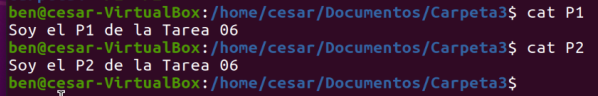 ben@cesar-VirtualBox:/home/cesar/Documentos/Carpeta3$ cat P1
Soy el P1 de la Tarea 06
ben@cesar-VirtualBox:/home/cesar/Documentos/Carpeta3$ cat P2
Soy el P2 de la Tarea 06
ben@cesar-VirtualBox:/home/cesar/Documentos/Carpeta3$